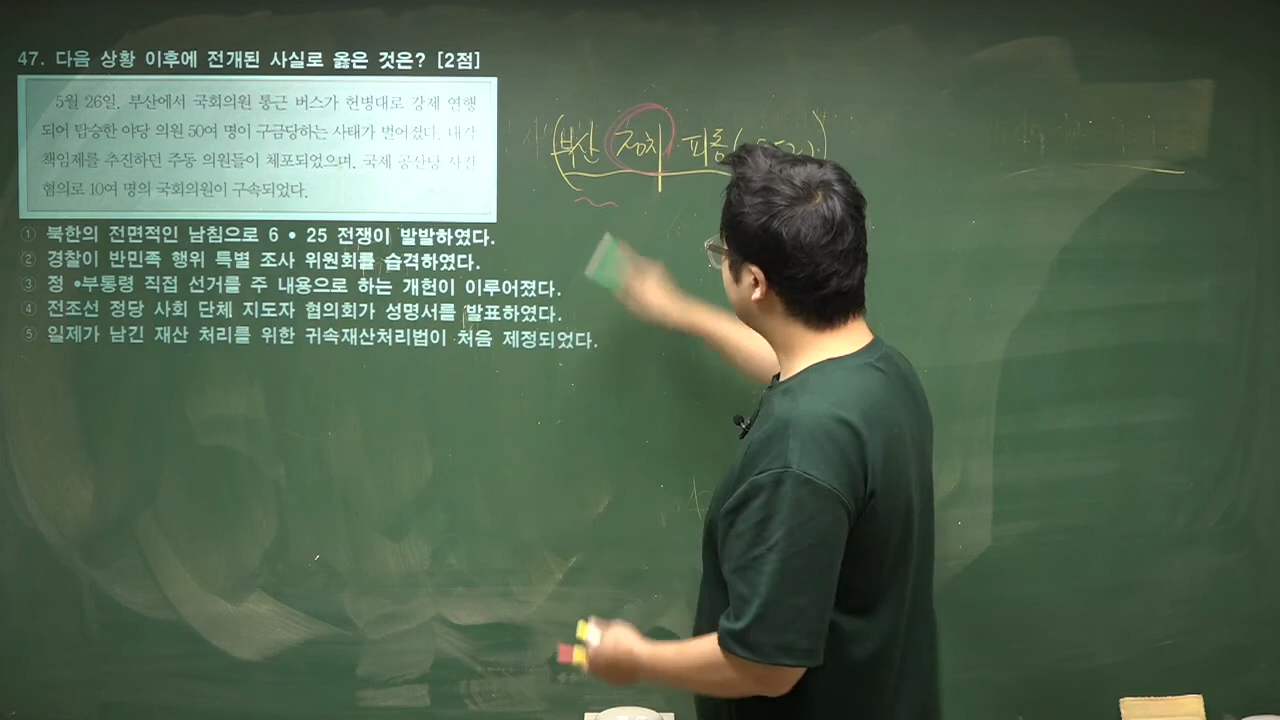 47. 다음 상황 이후에 전개된 사실로 옳은 것은? [2점]
5월 26일, 부산에서 국회의원 통근 버스가 헌병대로 강제 연행
되어 탑승한 야당 의원 50여 명이 구금당하는 사태가 벌어졌다. 내각
책임제를 추진하던 주동 의원들이 체포되었으며, 국제 공산당 사건
혐의로 10여 명의 국회의원이 구속되었다.
① 북한의 전면적인 남침으로 6 • 25 전쟁이 발발하였다.
② 경찰이 반민족 행위 특별 조사 위원회를 습격하였다.
③ 정 •부통령 직접 선거를 주 내용으로 하는 개헌이 이루어졌다.
④ 전조선 정당 사회 단체 지도자 협의회가 성명서를 발표하였다.
⑤ 일제가 남긴 재산 처리를 위한 귀속재산처리법이 처음 제정되었다.
(부산 정치 파동